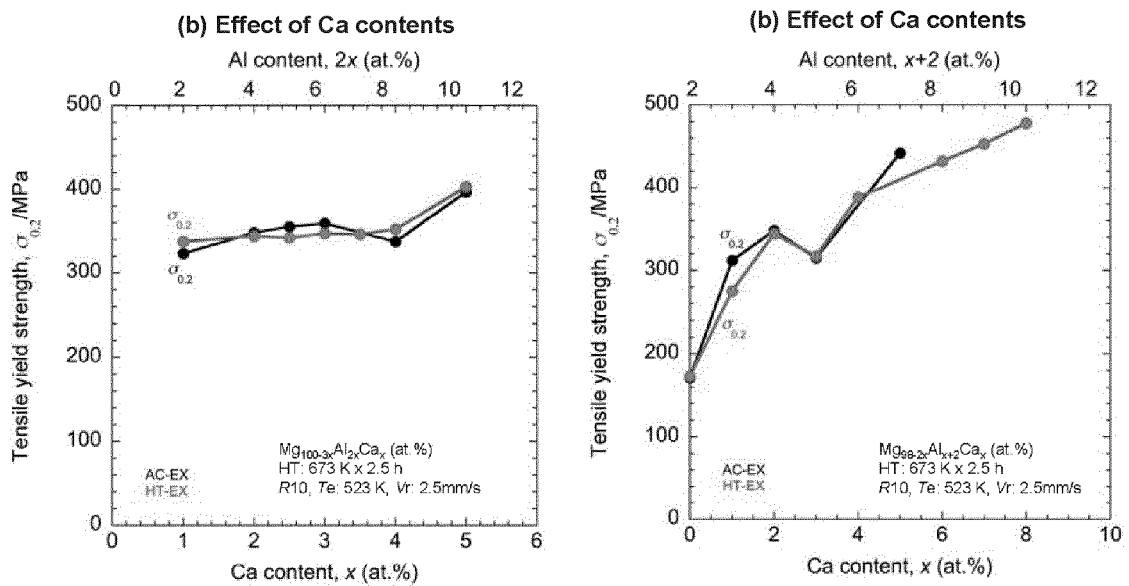 (b) Effect of Ca contents
Al content, 2x (at.%)
0 2 4 6 8 10 12
500
400
300
200
100
0
Tensile yield strength, σ0.2/MPa
σ0.2
σ0.2
Mg100-3xAl2xCax (at.%)
HT: 673 K x 2.5 h
R10, Te: 523 K, Vr: 2.5mm/s
AC-EX
HT-EX
0 1 2 3 4 5 6
Ca content, x (at.%)
(b) Effect of Ca contents
Al content, x+2 (at.%)
2 4 6 8 10 12
500
400
300
200
100
0
Tensile yield strength, σ0.2/MPa
σ0.2
σ0.2
Mg98-2xAlx+2Cax (at.%)
HT: 673 K x 2.5 h
R10, Te: 523 K, Vr: 2.5mm/s
AC-EX
HT-EX
0 2 4 6 8 10
Ca content, x (at.%)